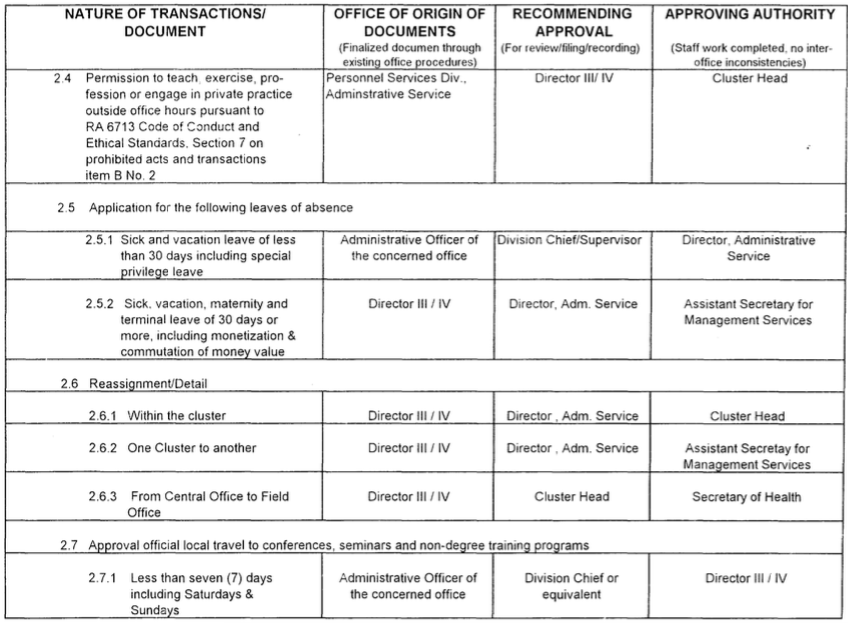 NATURE OF TRANSACTIONS/
DOCUMENT
OFFICE OF ORIGIN OF
DOCUMENTS
(Finalized documen through
existing office procedures)
RECOMMENDING
APPROVAL
(For review/filing/recording)
APPROVING AUTHORITY
(Staff work completed, no inter-
office inconsistencies)
2.4 Permission to teach, exercise, pro-
fession or engage in private practice
outside office hours pursuant to
RA 6713 Code of Conduct and
Ethical Standards, Section 7 on
prohibited acts and transactions
item B No. 2
Personnel Services Div.,
Adminstrative Service
Director III/ IV
Cluster Head
2.5 Application for the following leaves of absence
2.5.1 Sick and vacation leave of less
than 30 days including special
privilege leave
Administrative Officer of
the concerned office
Division Chief/Supervisor
Director, Administrative
Service
2.5.2 Sick, vacation, maternity and
terminal leave of 30 days or
more, including monetization &
commutation of money value
Director III / IV
Director, Adm. Service
Assistant Secretary for
Management Services
2.6 Reassignment/Detail
2.6.1 Within the cluster
Director III / IV
Director , Adm. Service
Cluster Head
2.6.2 One Cluster to another
Director III / IV
Director , Adm. Service
Assistant Secretay for
Management Services
2.6.3 From Central Office to Field
Office
Director III / IV
Cluster Head
Secretary of Health
2.7 Approval official local travel to conferences, seminars and non-degree training programs
2.7.1 Less than seven (7) days
including Saturdays &
Sundays
Administrative Officer of
the concerned office
Division Chief or
equivalent
Director III / IV